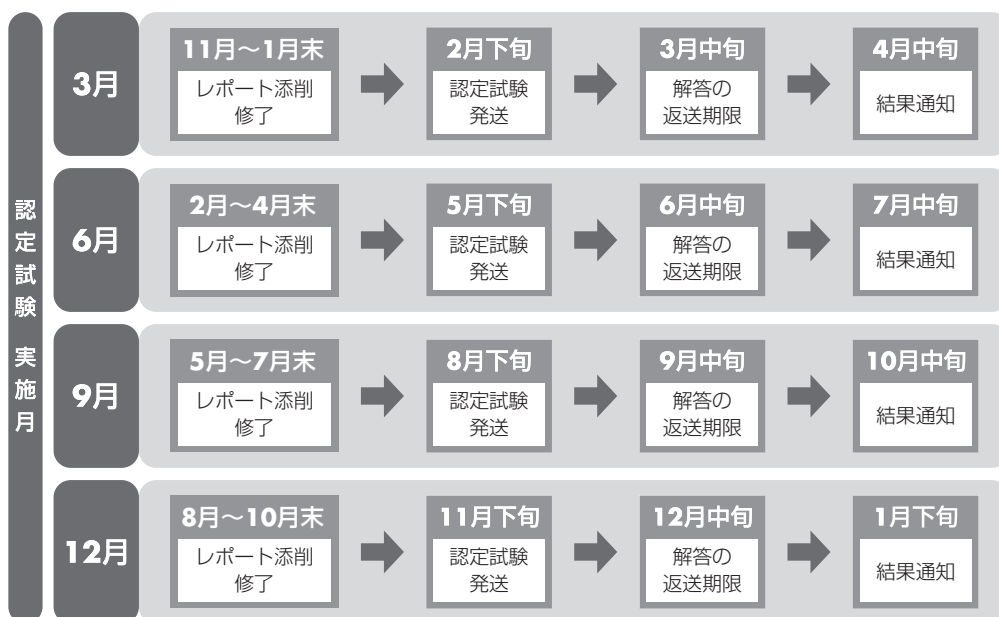 認定試験 実施月
3月
11月～1月末
レポート添削
修了
2月下旬
認定試験
発送
3月中旬
解答の
返送期限
4月中旬
結果通知
6月
2月～4月末
レポート添削
修了
5月下旬
認定試験
発送
6月中旬
解答の
返送期限
7月中旬
結果通知
9月
5月～7月末
レポート添削
修了
8月下旬
認定試験
発送
9月中旬
解答の
返送期限
10月中旬
結果通知
12月
8月～10月末
レポート添削
修了
11月下旬
認定試験
発送
12月中旬
解答の
返送期限
1月下旬
結果通知